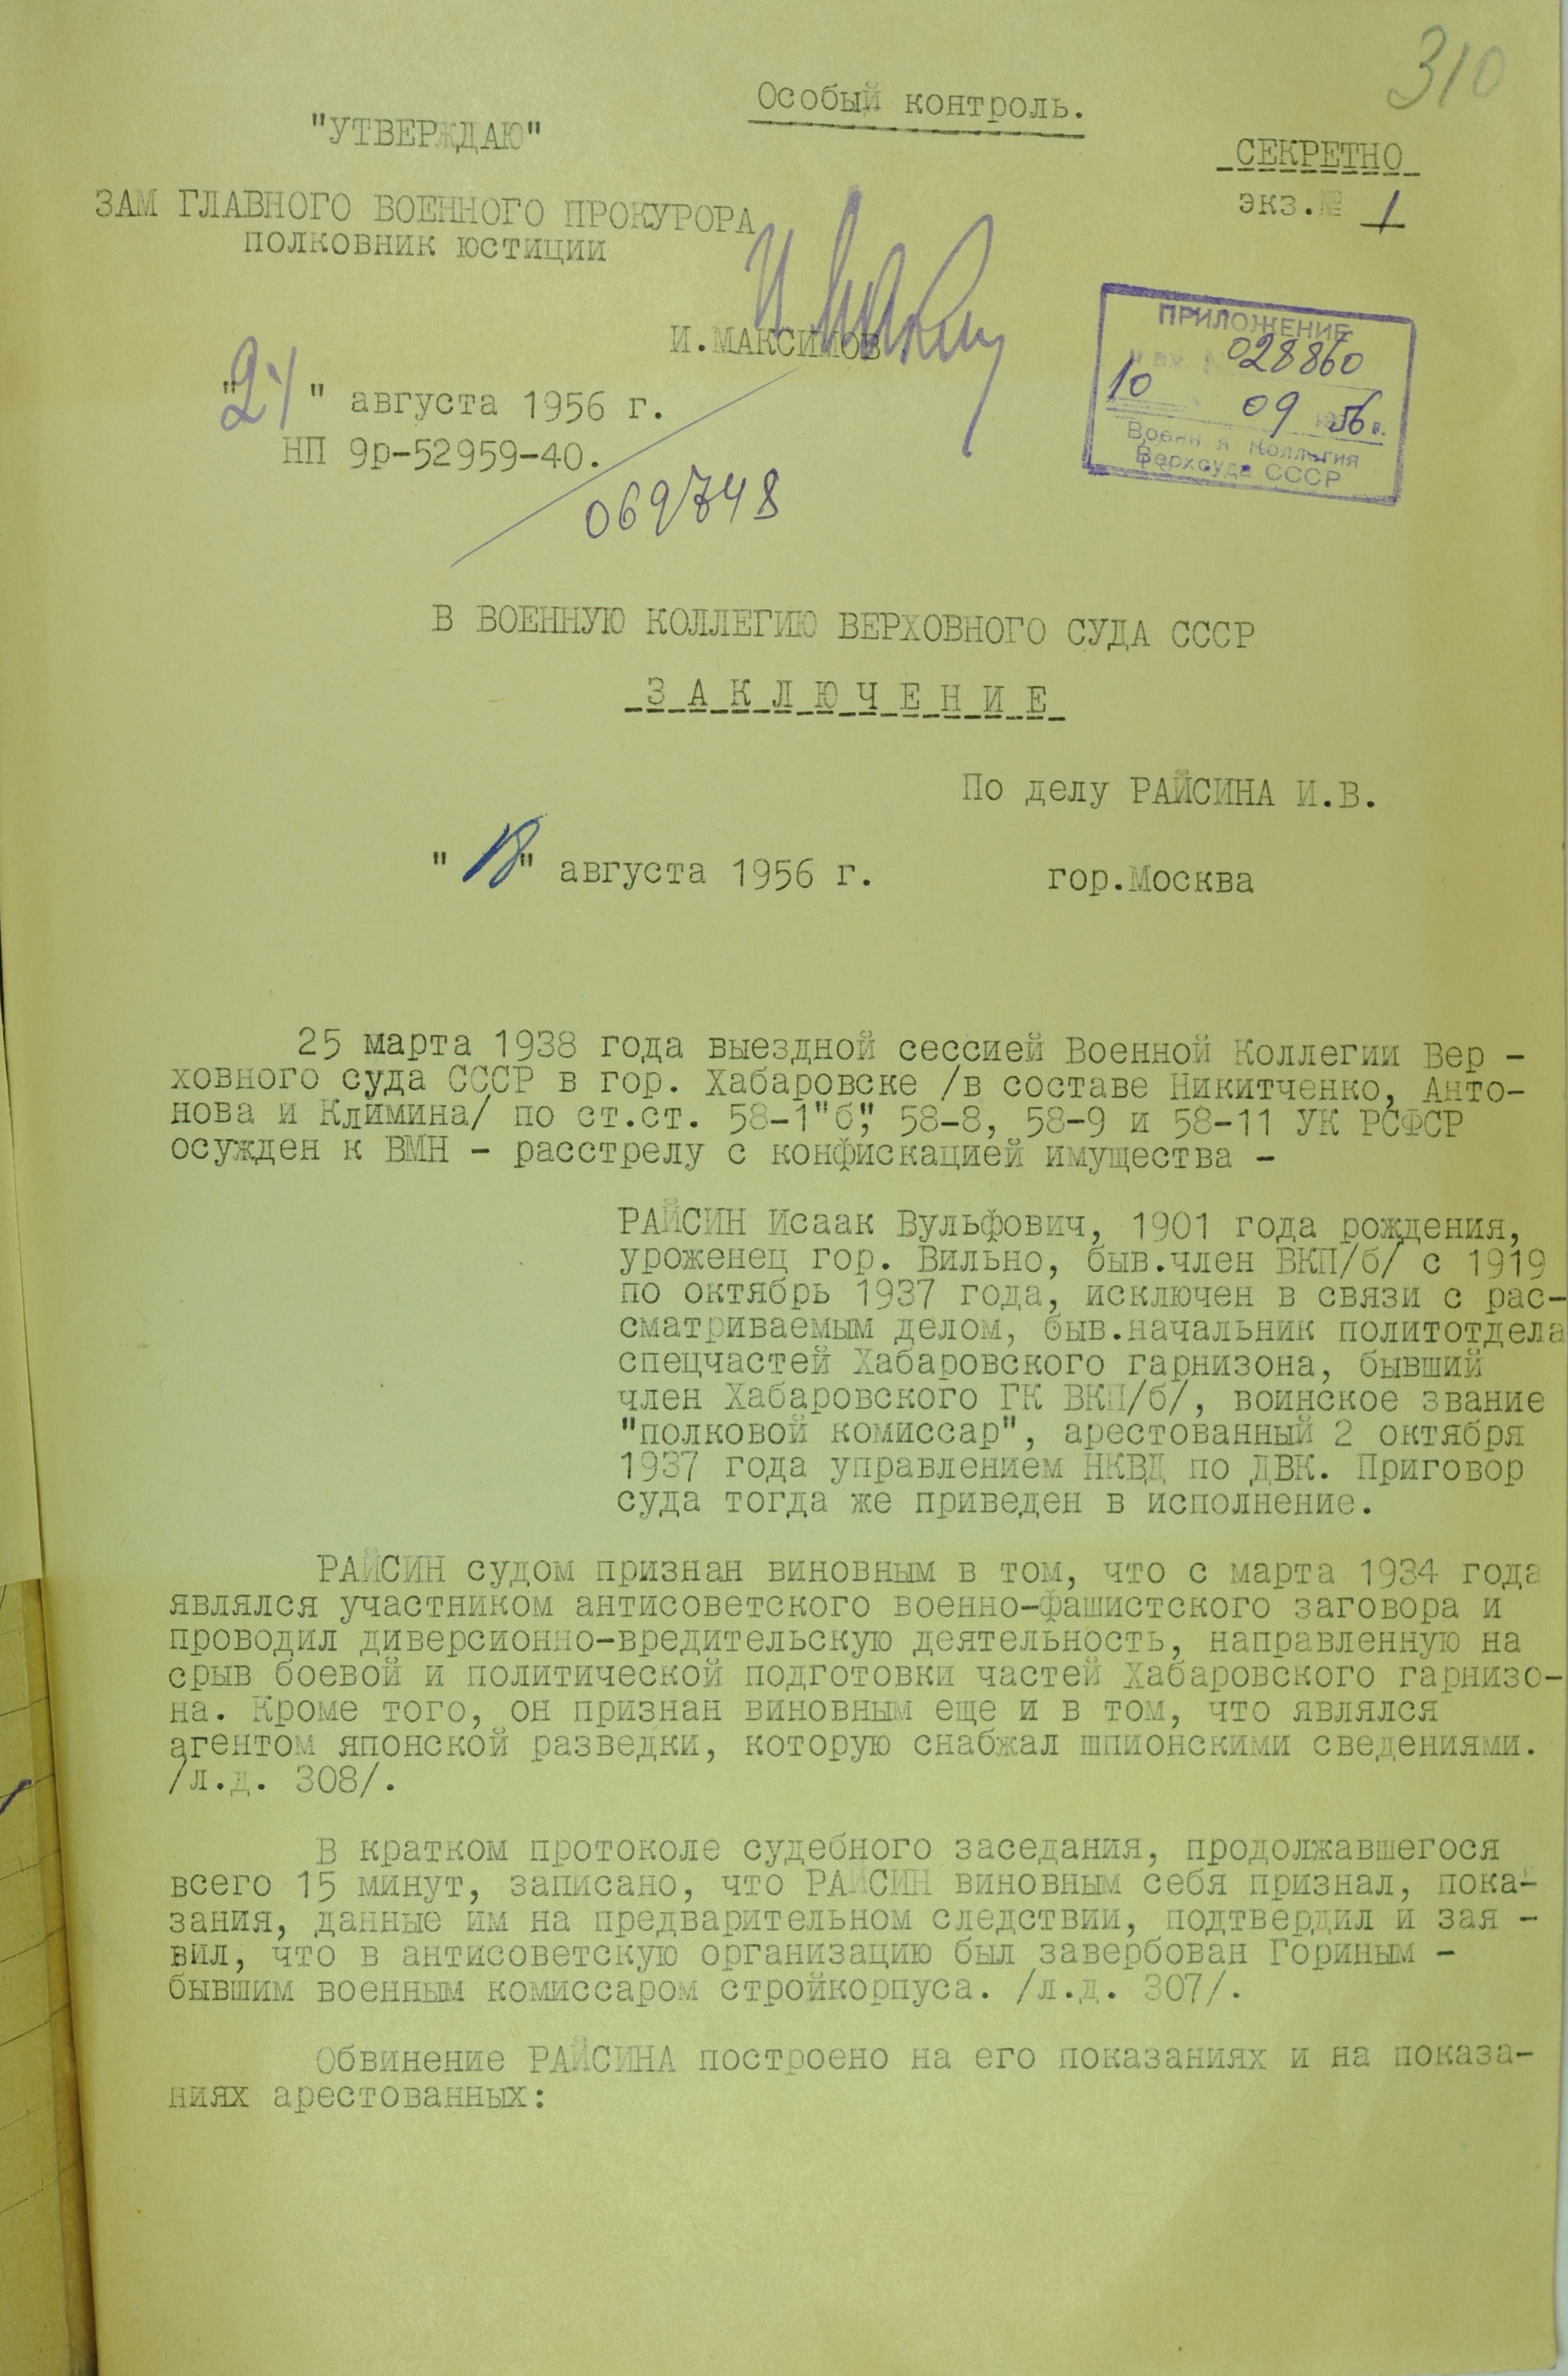 310
Особый контроль.
"УТВЕРЖДАЮ"
СЕКРЕТНО
экз.№ 1
ЗАМ ГЛАВНОГО ВОЕННОГО ПРОКУРОРА
ПОЛКОВНИК ЮСТИЦИИ
И.МАКСИМОВ
ПРИЛОЖЕНИЕ
к вх. № 028860
10 09 1956 г.
Военная Коллегия
Верхсуда СССР
"21" августа 1956 г.
НП 9р-52959-40.
069748
В ВОЕННУЮ КОЛЛЕГИЮ ВЕРХОВНОГО СУДА СССР
З А К Л Ю Ч Е Н И Е
По делу РАЙСИНА И.В.
"18" августа 1956 г. гор.Москва
25 марта 1938 года выездной сессией Военной Коллегии Вер -
ховного суда СССР в гор. Хабаровске /в составе Никитченко, Анто-
нова и Климина/ по ст.ст. 58-1"б", 58-8, 58-9 и 58-11 УК РСФСР
осужден к ВМН - расстрелу с конфискацией имущества -
РАЙСИН Исаак Вульфович, 1901 года рождения,
уроженец гор. Вильно, быв.член ВКП/б/ с 1919
по октябрь 1937 года, исключен в связи с рас-
сматриваемым делом, быв.начальник политотдела
спецчастей Хабаровского гарнизона, бывший
член Хабаровского ГК ВКП/б/, воинское звание
"полковой комиссар", арестованный 2 октября
1937 года управлением НКВД по ДВК. Приговор
суда тогда же приведен в исполнение.
РАЙСИН судом признан виновным в том, что с марта 1934 года
являлся участником антисоветского военно-фашистского заговора и
проводил диверсионно-вредительскую деятельность, направленную на
срыв боевой и политической подготовки частей Хабаровского гарнизо-
на. Кроме того, он признан виновным еще и в том, что являлся
агентом японской разведки, которую снабжал шпионскими сведениями.
/л.д. 308/.
В кратком протоколе судебного заседания, продолжавшегося
всего 15 минут, записано, что РАЙСИН виновным себя признал, пока-
зания, данные им на предварительном следствии, подтвердил и зая -
вил, что в антисоветскую организацию был завербован Гориным -
бывшим военным комиссаром стройкорпуса. /л.д. 307/.
Обвинение РАЙСИНА построено на его показаниях и на показа-
ниях арестованных: